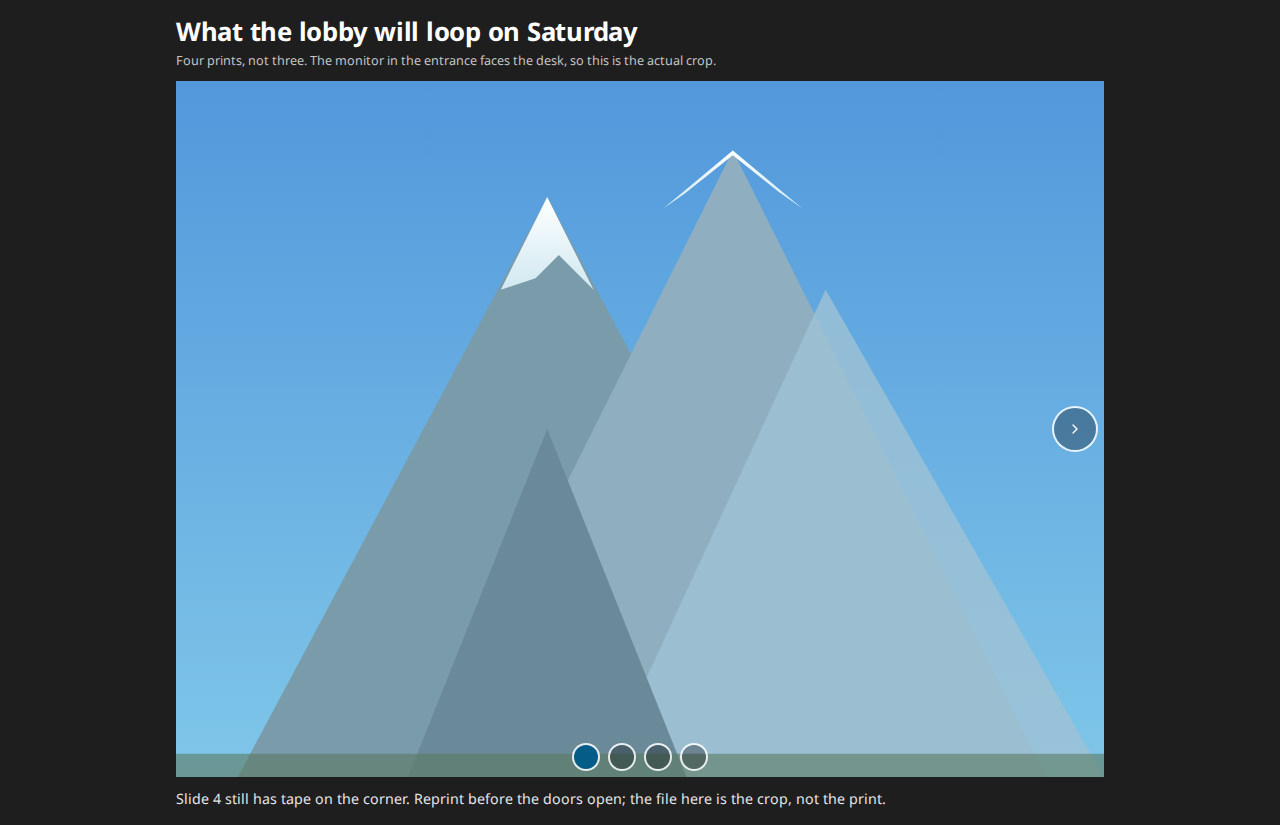 What the lobby will loop on Saturday
Four prints, not three. The monitor in the entrance faces the desk, so this is the actual crop.
Slide 4 still has tape on the corner. Reprint before the doors open; the file here is the crop, not the print.